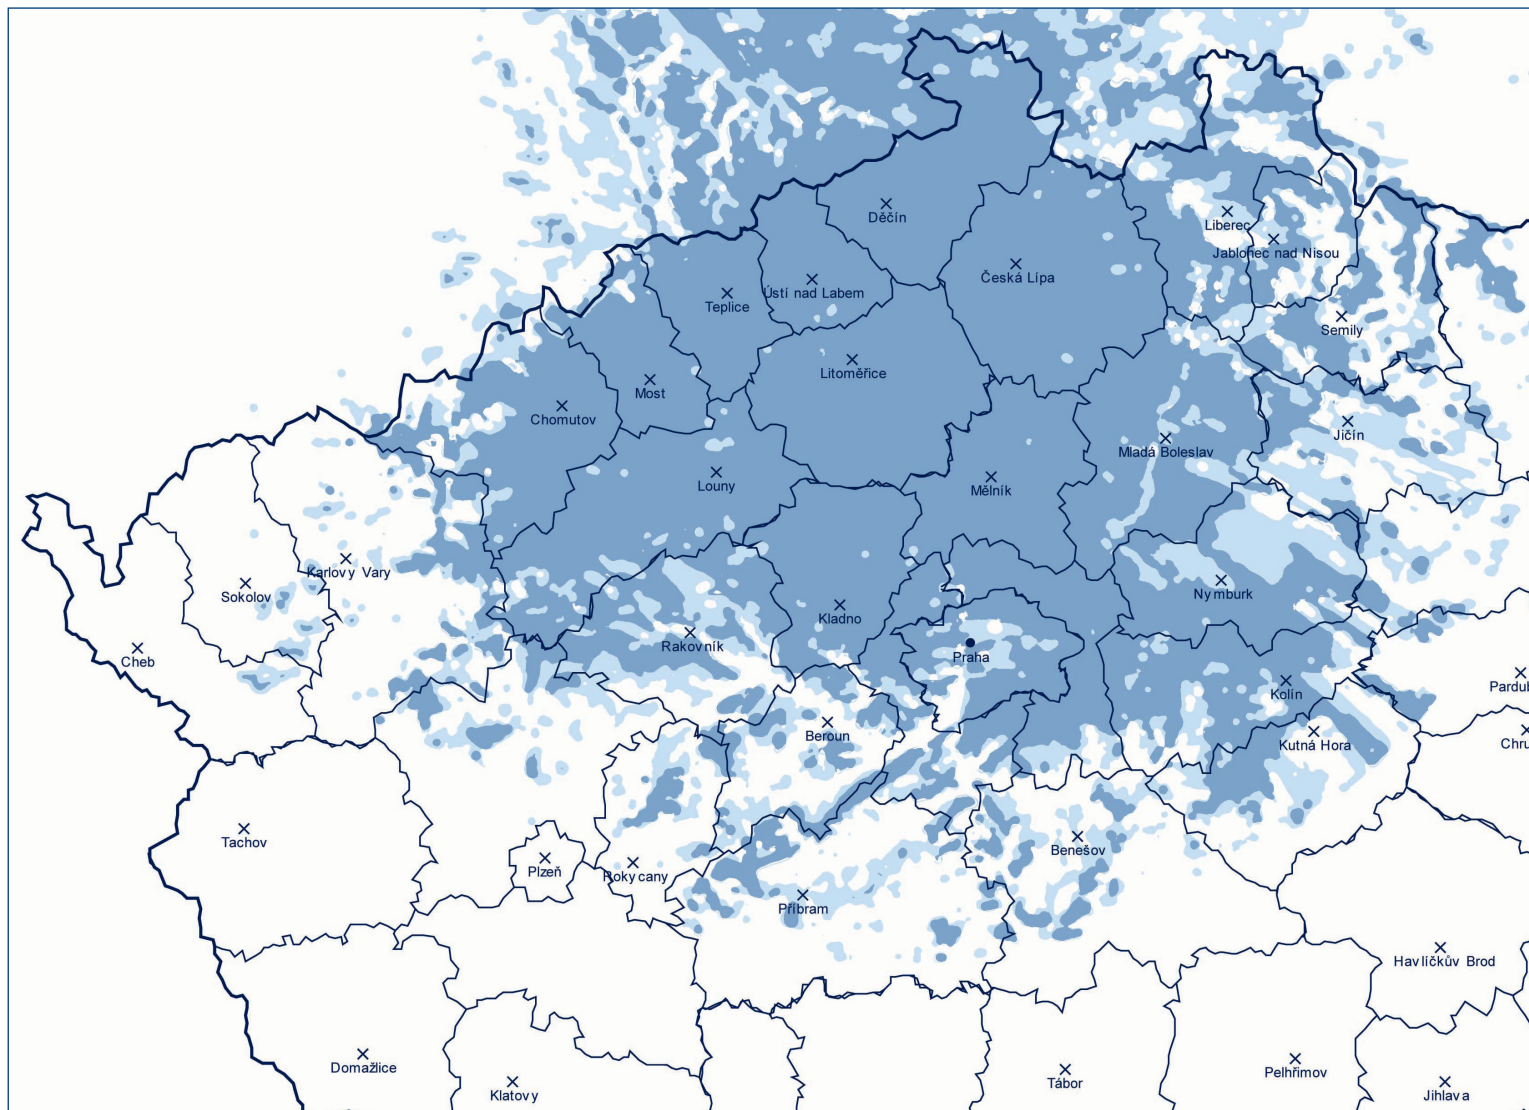 Děčín
Liberec
Jablonec nad Nisou
Česká Lípa
Ústí nad Labem
Teplice
Semily
Litoměřice
Most
Chomutov
Jičín
Mladá Boleslav
Louny
Mělník
Karlovy Vary
Sokolov
Nymburk
Kladno
Rakovník
Praha
Cheb
Kolín
Pardub
Beroun
Kutná Hora
Chru
Tachov
Benešov
Plzeň
Rokycany
Příbram
Havlíčkův Brod
Domažlice
Pelhřimov
Tábor
Klatovy
Jihlava